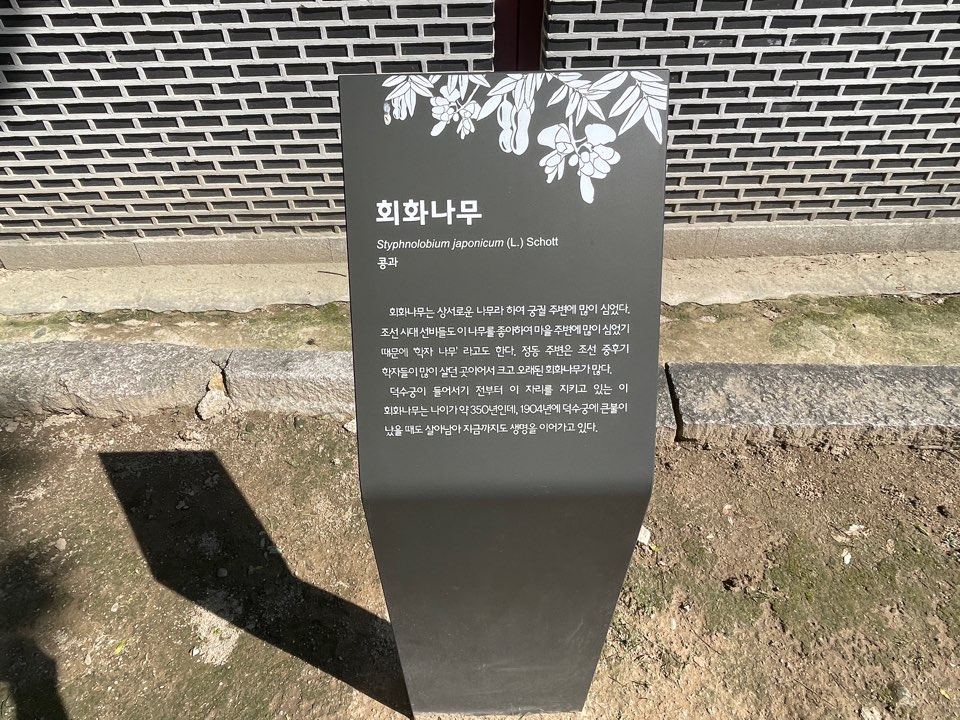 회화나무
Styphnolobium japonicum (L.) Schott
콩과
회화나무는 상서로운 나무라 하여 궁궐 주변에 많이 심었다.
조선 시대 선비들도 이 나무를 좋아하여 마을 주변에 많이 심었기
때문에 '학자 나무' 라고도 한다. 정동 주변은 조선 중후기
학자들이 많이 살던 곳이어서 크고 오래된 회화나무가 많다.
덕수궁이 들어서기 전부터 이 자리를 지키고 있는 이
회화나무는 나이가 약 350년인데, 1904년에 덕수궁에 큰불이
났을 때도 살아남아 지금까지도 생명을 이어가고 있다.